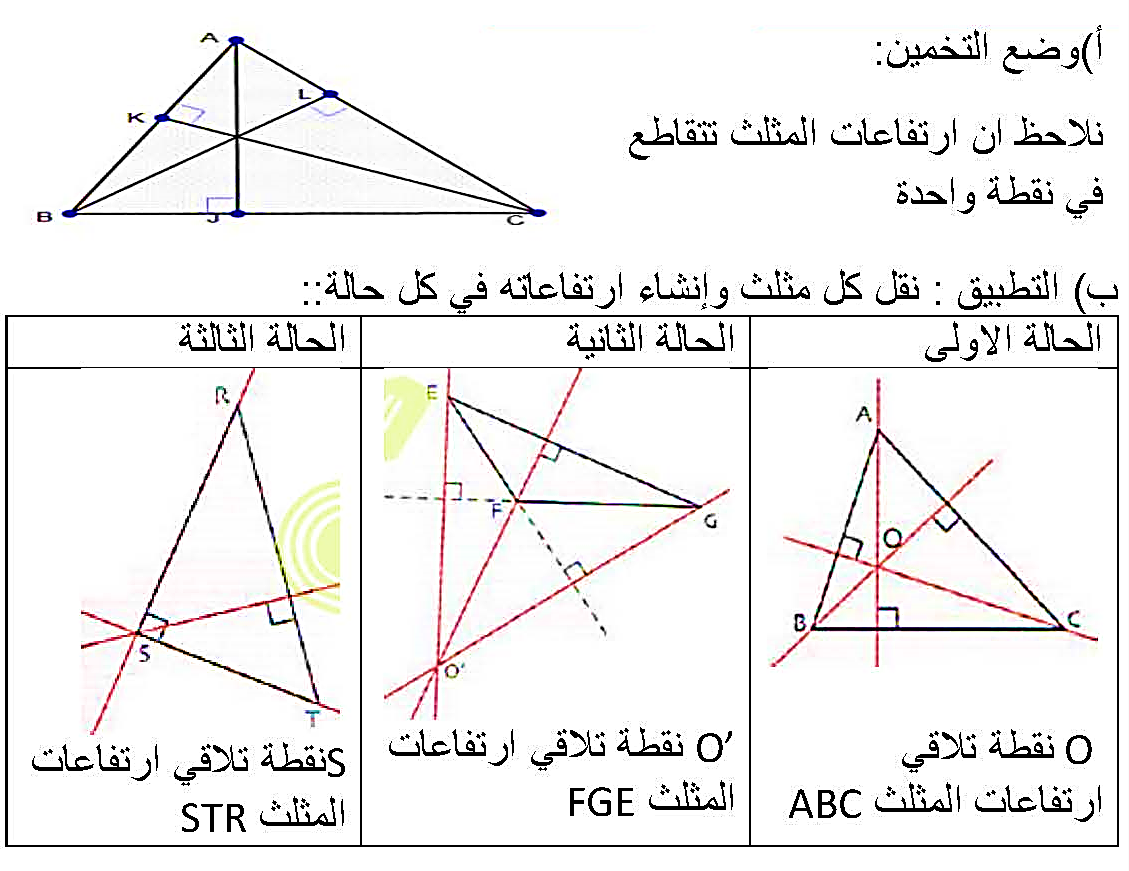 أ)وضع التخمين:
A
L
K
B
J
C
نلاحظ ان ارتفاعات المثلث تتقاطع
في نقطة واحدة
ب) التطبيق : نقل كل مثلث وإنشاء ارتفاعاته في كل حالة::
الحالة الاولى
الحالة الثانية
الحالة الثالثة
A
O
B
C
O نقطة تلاقي
ارتفاعات المثلث ABC
E
F
G
O'
O’ نقطة تلاقي ارتفاعات
المثلث FGE
R
S
T
Sنقطة تلاقي ارتفاعات
المثلث STR